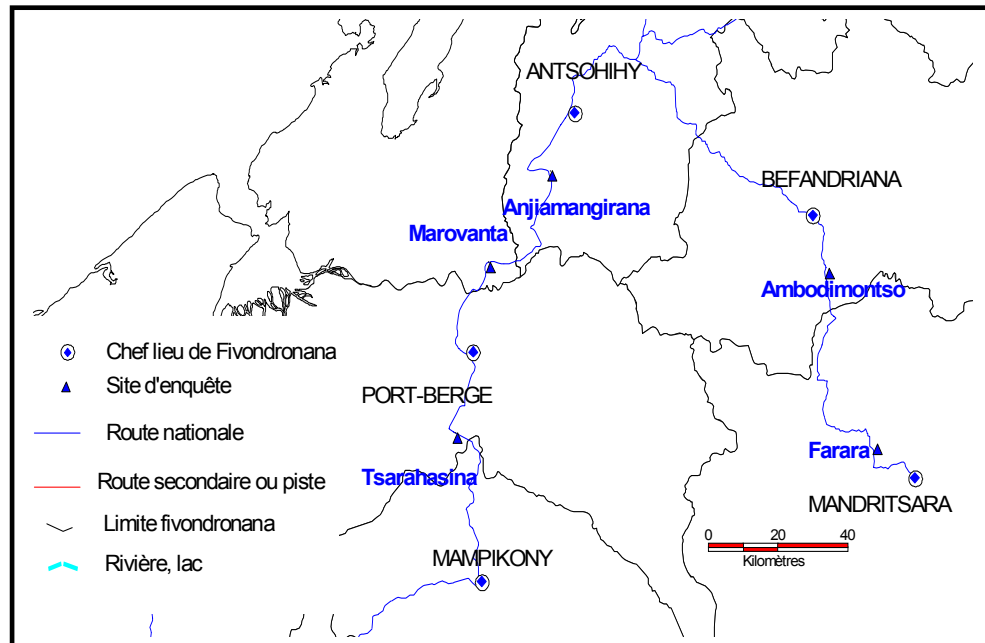 ANTSOHIHY
BEFANDRIANA
Anjiamangirana
Marovanta
Ambodimontso
Chef lieu de Fivondronana
Site d'enquête
PORT-BERGE
Route nationale
Farara
Tsarahasina
Route secondaire ou piste
MANDRITSARA
Limite fivondronana
0 20 40
Kilomètres
MAMPIKONY
Rivière, lac